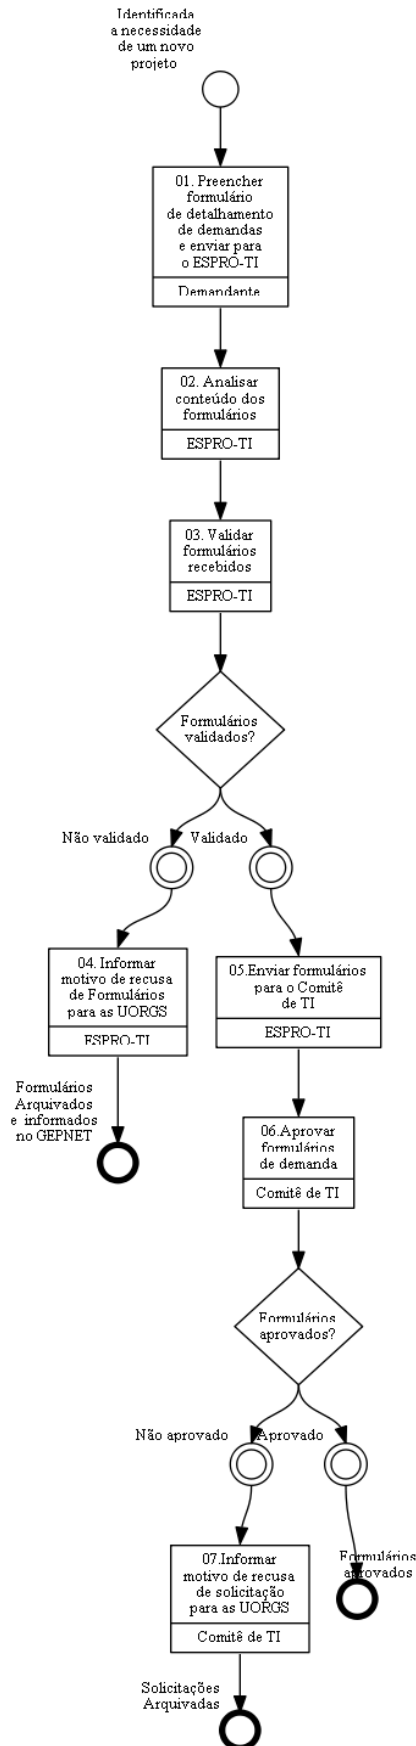 Identificada
a necessidade
de um novo
projeto
01. Preencher
formulário
de detalhamento
de demandas
e enviar para
o ESPRO-TI
Demandante
02. Analisar
conteúdo dos
formulários
ESPRO-TI
03. Validar
formulários
recebidos
ESPRO-TI
Formulários
validados?
Não validado
Validado
04. Informar
motivo de recusa
de Formulários
para as UORGS
ESPRO-TI
05.Enviar formulários
para o Comitê
de TI
ESPRO-TI
Formulários
Arquivados
e informados
no GEPNET
06.Aprovar
formulários
de demanda
Comitê de TI
Formulários
aprovados?
Não aprovado
Aprovado
07.Informar
motivo de recusa
de solicitação
para as UORGS
Comitê de TI
Formulários
aprovados
Solicitações
Arquivadas